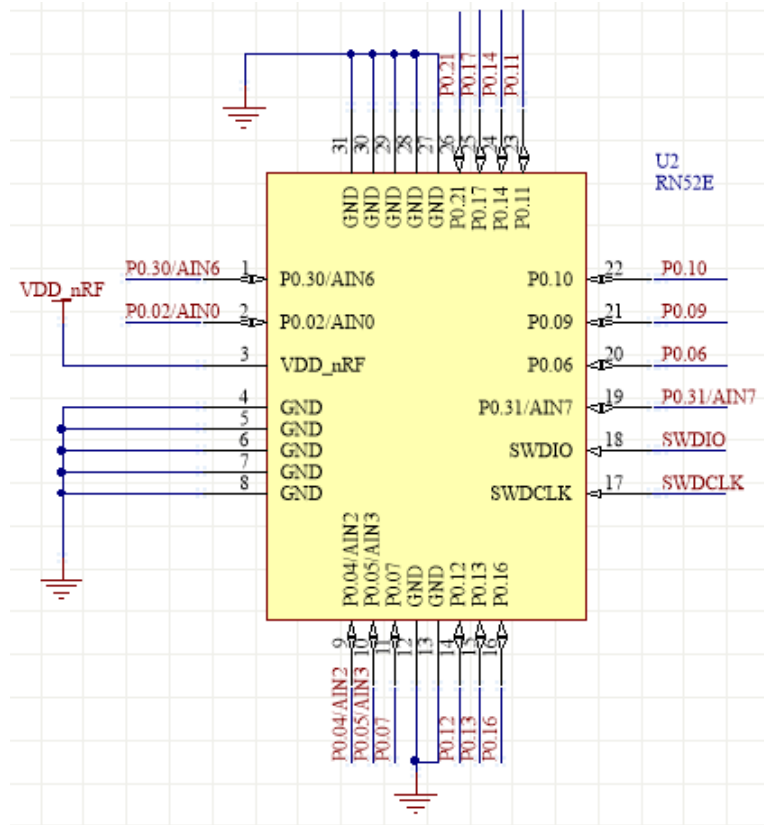 P0.21
P0.17
P0.14
P0.11
31
30
29
28
27
26
25
24
23
U2
RN52E
GND
GND
GND
GND
GND
P0.21
P0.17
P0.14
P0.11
P0.30/AIN6 1 P0.30/AIN6 P0.10 22 P0.10
VDD_nRF
P0.02/AIN0 2 P0.02/AIN0 P0.09 21 P0.09
3 VDD_nRF P0.06 20 P0.06
4 GND P0.31/AIN7 19 P0.31/AIN7
5 GND
6 GND SWDIO 18 SWDIO
7 GND
8 GND SWDCLK 17 SWDCLK
P0.04/AIN2
P0.05/AIN3
P0.07
GND
GND
P0.12
P0.13
P0.16
9
10
11
12
13
14
15
16
P0.04/AIN2
P0.05/AIN3
P0.07
P0.12
P0.13
P0.16